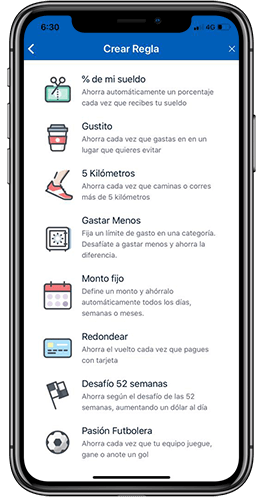 6:30
4G
Crear Regla
% de mi sueldo
Ahorra automáticamente un porcentaje
cada vez que recibes tu sueldo
Gustito
Ahorra cada vez que gastas en en un
lugar que quieres evitar
5 Kilómetros
Ahorra cada vez que caminas o corres
más de 5 kilómetros
Gastar Menos
Fija un límite de gasto en una categoría.
Desafíate a gastar menos y ahorra la
diferencia.
Monto fijo
Define un monto y ahórralo
automáticamente todos los días,
semanas o meses.
Redondear
Ahorra el vuelto cada vez que pagues
con tarjeta
Desafío 52 semanas
Ahorra según el desafío de las 52
semanas, aumentando un dólar al día
Pasión Futbolera
Ahorra cada vez que tu equipo juegue,
gane o anote un gol